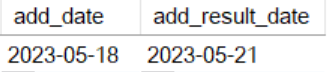 add_date add_result_date
2023-05-18 2023-05-21